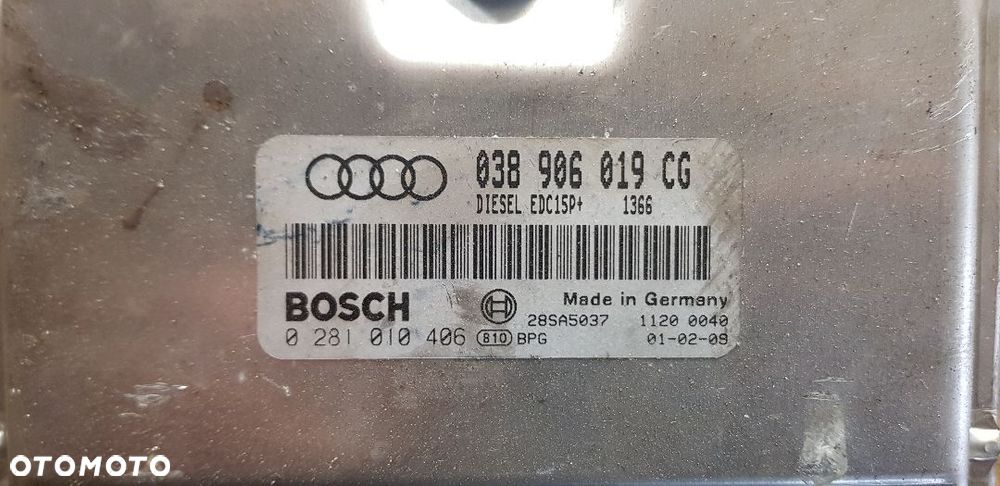 038 906 019 CG
DIESEL EDC15P+ 1366
BOSCH
Made in Germany
28SA5037 1120 0040
0 281 010 406 810 BPG 01-02-09
OTOMOTO